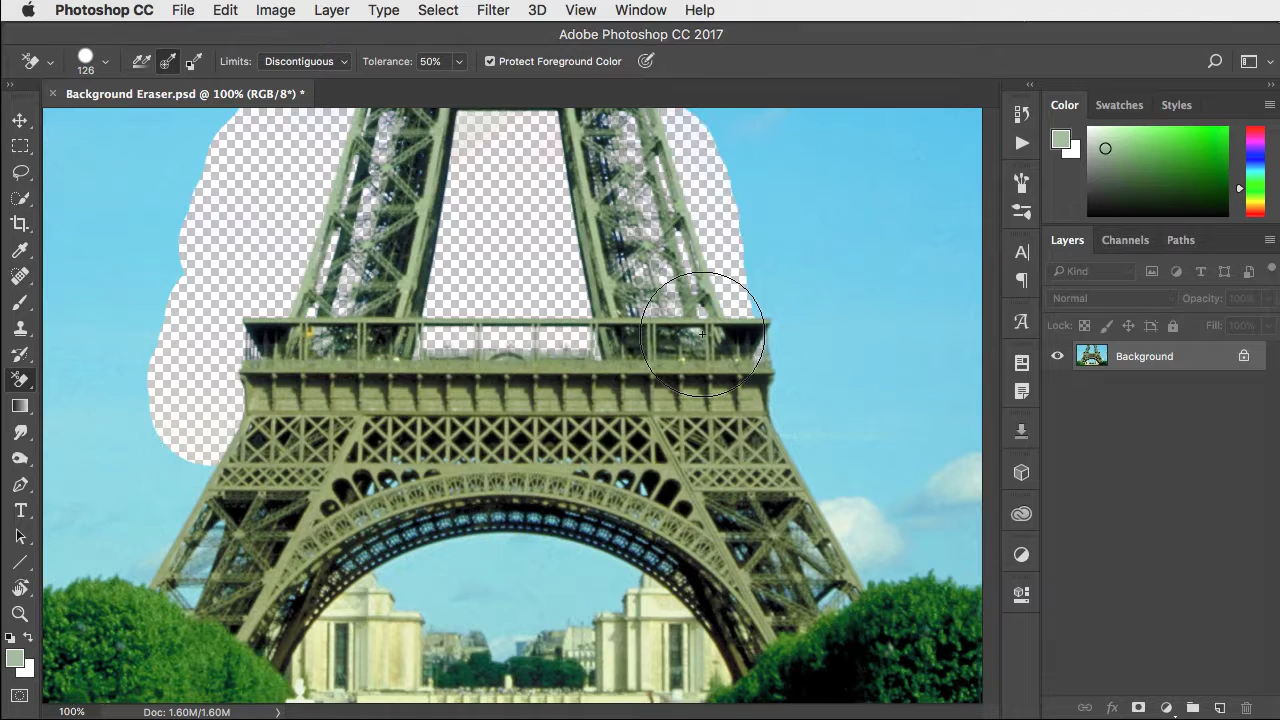 Photoshop CC File Edit Image Layer Type Select Filter 3D View Window Help
Adobe Photoshop CC 2017
126 Limits: Discontiguous Tolerance: 50% Protect Foreground Color
× Background Eraser.psd @ 100% (RGB/8*) *
Color Swatches Styles
Layers Channels Paths
Kind
Normal Opacity: 100%
Lock: Fill: 100%
Background
100% Doc: 1.60M/1.60M